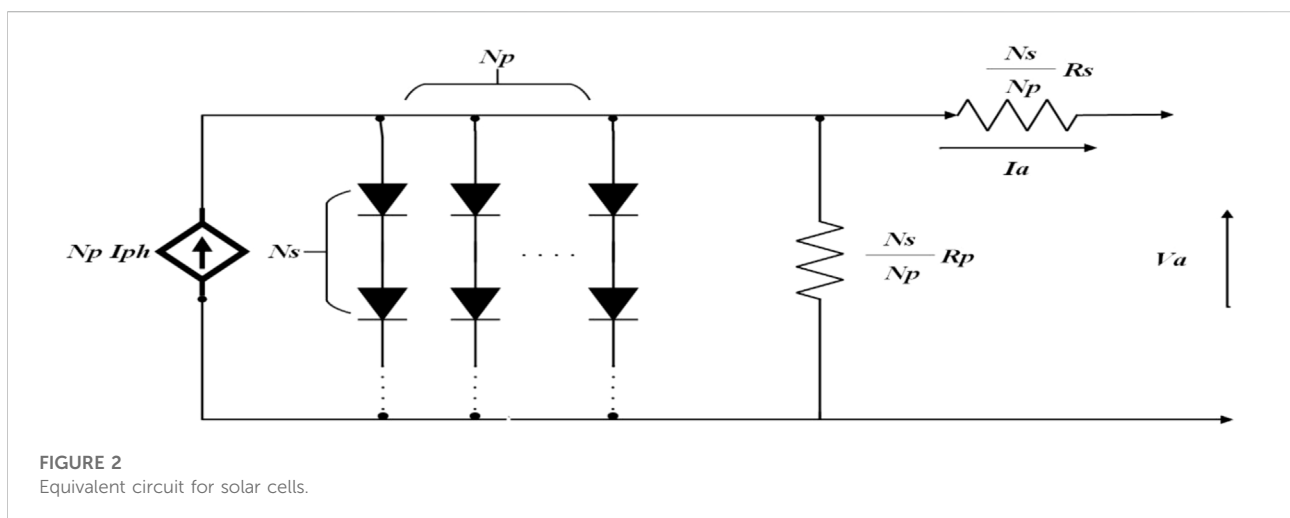 Np
Ns
Np
Rs
Ia
Np Iph
Ns
. . . .
Ns
Np
Rp
Va
FIGURE 2
Equivalent circuit for solar cells.